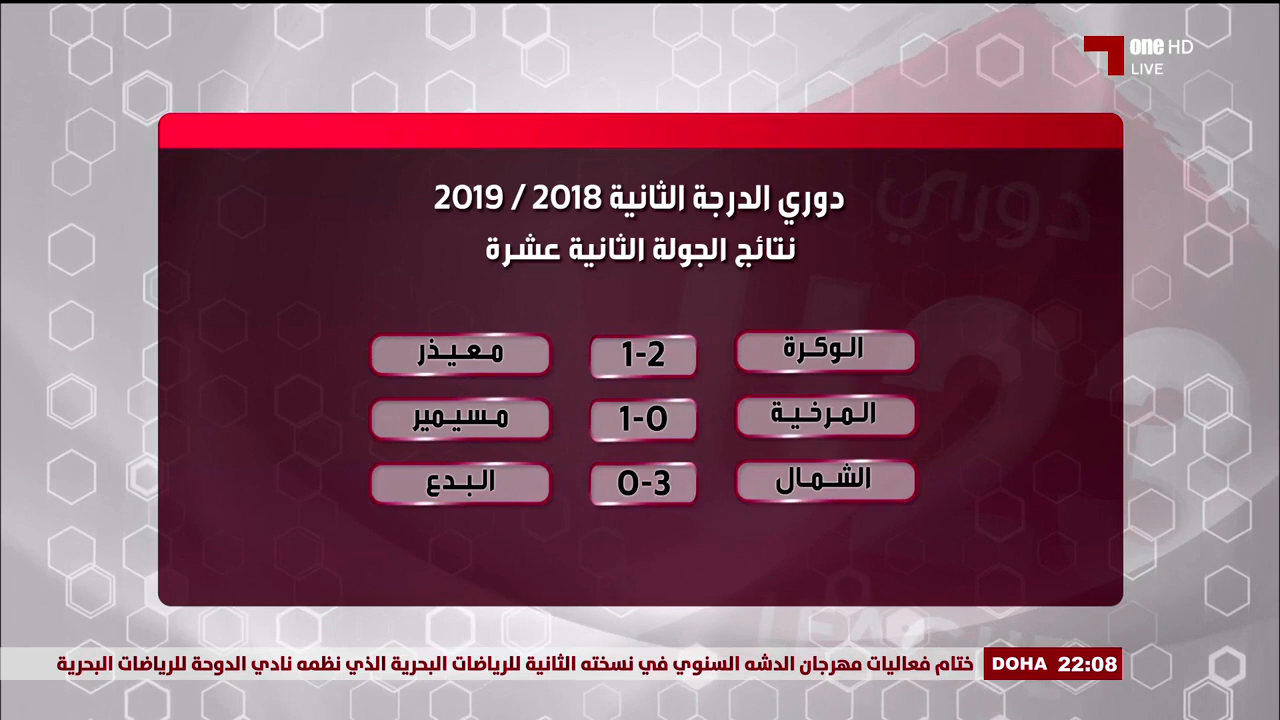 one HD
LIVE
دوري الدرجة الثانية 2018 / 2019
نتائج الجولة الثانية عشرة
الوكرة 1-2 معيذر
المرخية 1-0 مسيمير
الشمال 0-3 البدع
DOHA 22:08 ختام فعاليات مهرجان الدشه السنوي في نسخته الثانية للرياضات البحرية الذي نظمه نادي الدوحة للرياضات البحرية